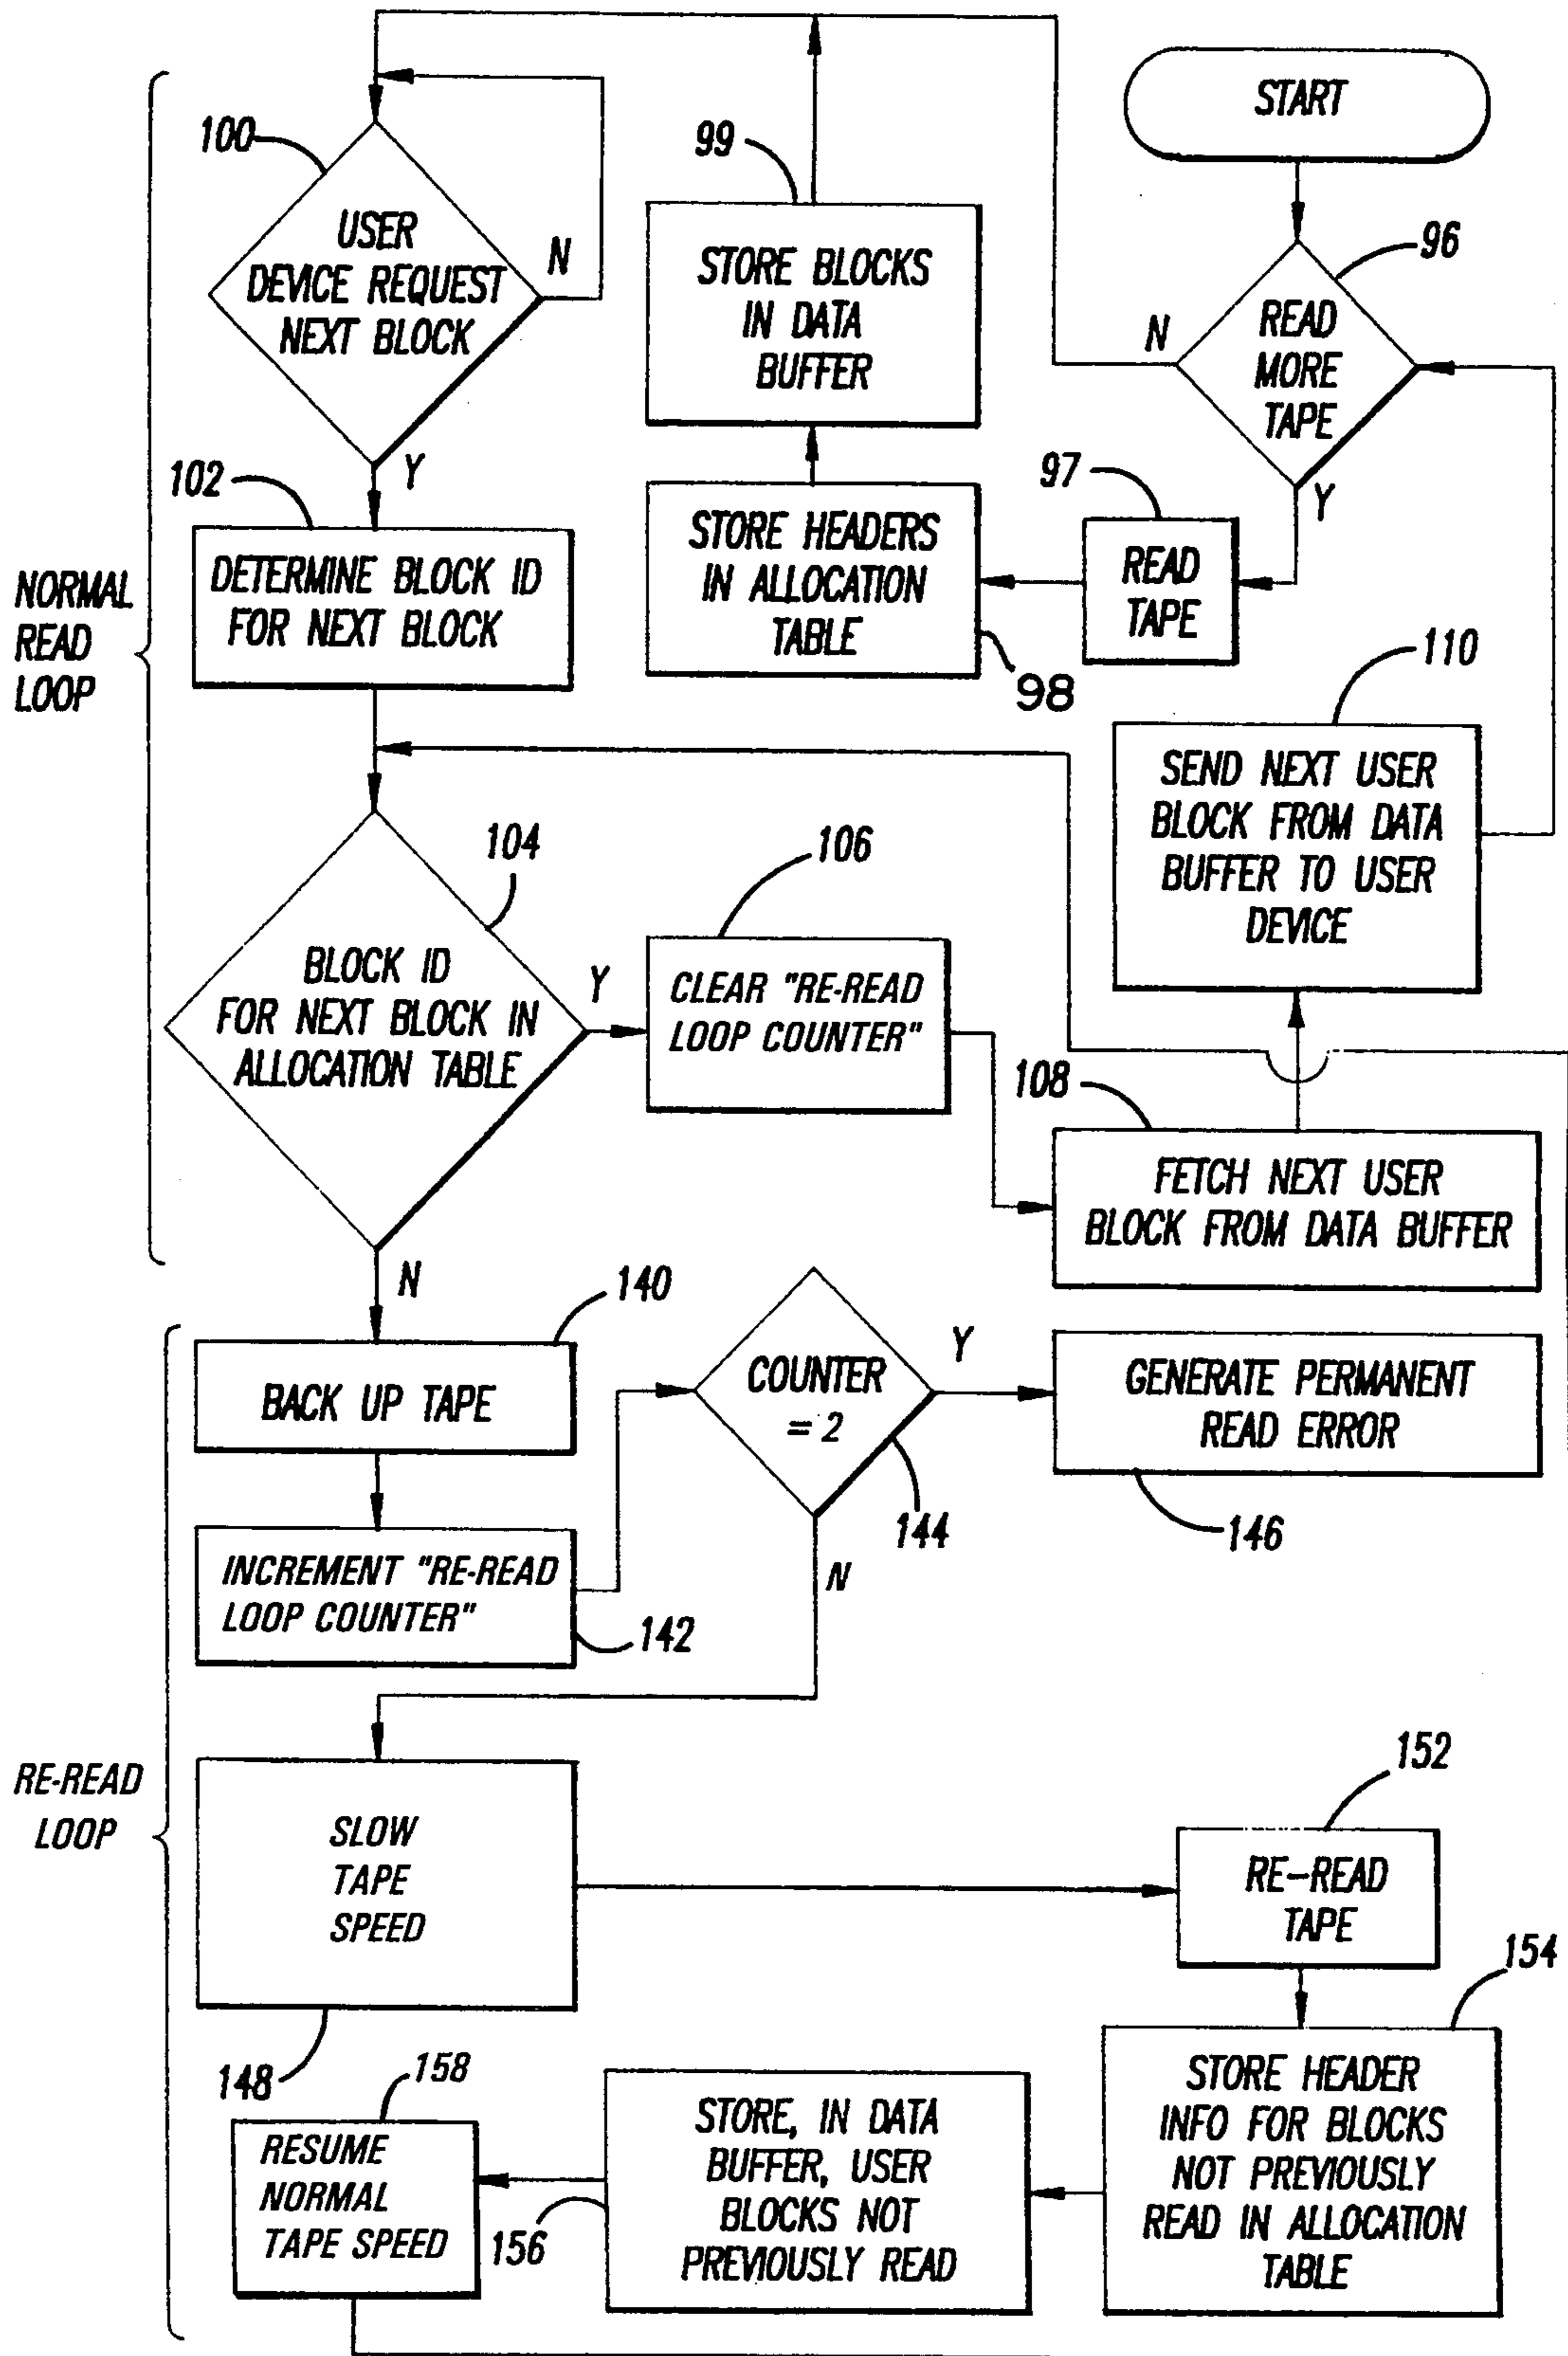 START
96
READ
MORE
TAPE
N
Y
97
READ
TAPE
98
STORE HEADERS
IN ALLOCATION
TABLE
99
STORE BLOCKS
IN DATA
BUFFER
NORMAL
READ
LOOP
100
USER
DEVICE REQUEST
NEXT BLOCK
N
Y
102
DETERMINE BLOCK ID
FOR NEXT BLOCK
104
BLOCK ID
FOR NEXT BLOCK IN
ALLOCATION TABLE
Y
N
106
CLEAR "RE-READ
LOOP COUNTER"
108
FETCH NEXT USER
BLOCK FROM DATA BUFFER
110
SEND NEXT USER
BLOCK FROM DATA
BUFFER TO USER
DEVICE
RE-READ
LOOP
140
BACK UP TAPE
INCREMENT "RE-READ
LOOP COUNTER"
142
COUNTER
= 2
144
Y
N
GENERATE PERMANENT
READ ERROR
146
SLOW
TAPE
SPEED
148
152
RE-READ
TAPE
154
STORE HEADER
INFO FOR BLOCKS
NOT PREVIOUSLY
READ IN ALLOCATION
TABLE
STORE, IN DATA
BUFFER, USER
BLOCKS NOT
PREVIOUSLY READ
156
158
RESUME
NORMAL
TAPE SPEED